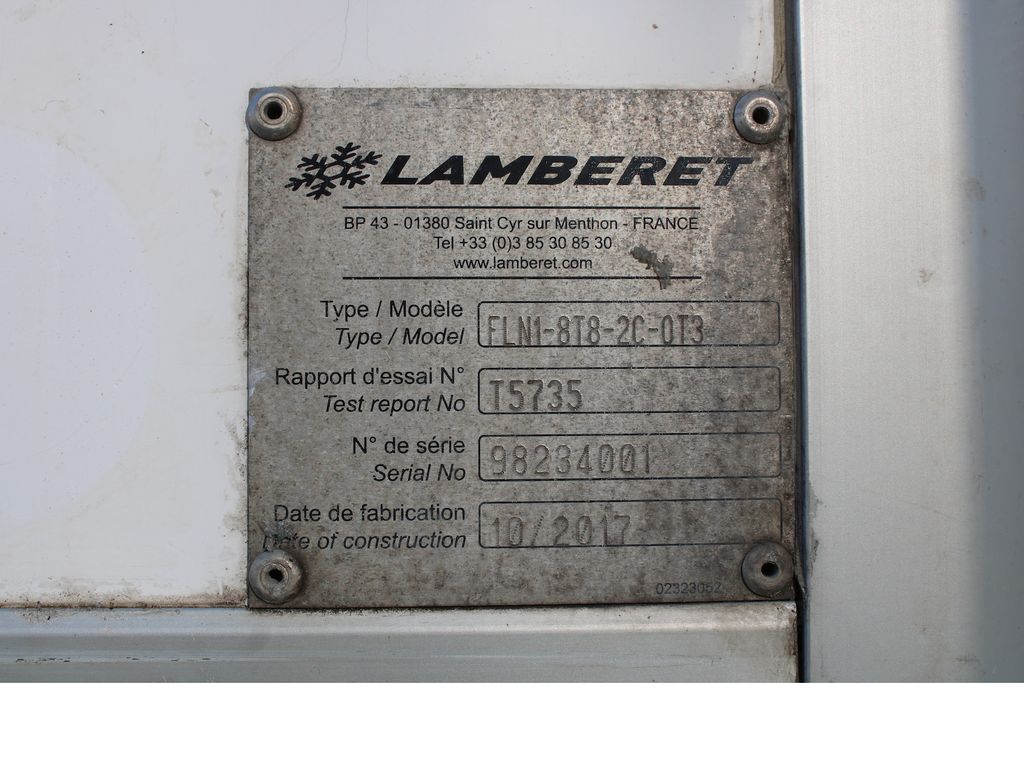 LAMBERET
BP 43 - 01380 Saint Cyr sur Menthon - FRANCE
Tel +33 (0)3 85 30 85 30
www.lamberet.com
Type / Modèle
Type / Model
FLN1-8T8-2C-0T3
Rapport d'essai N°
Test report No
T5735
N° de série
Serial No
98234001
Date de fabrication
Date of construction
10/2017
02323052